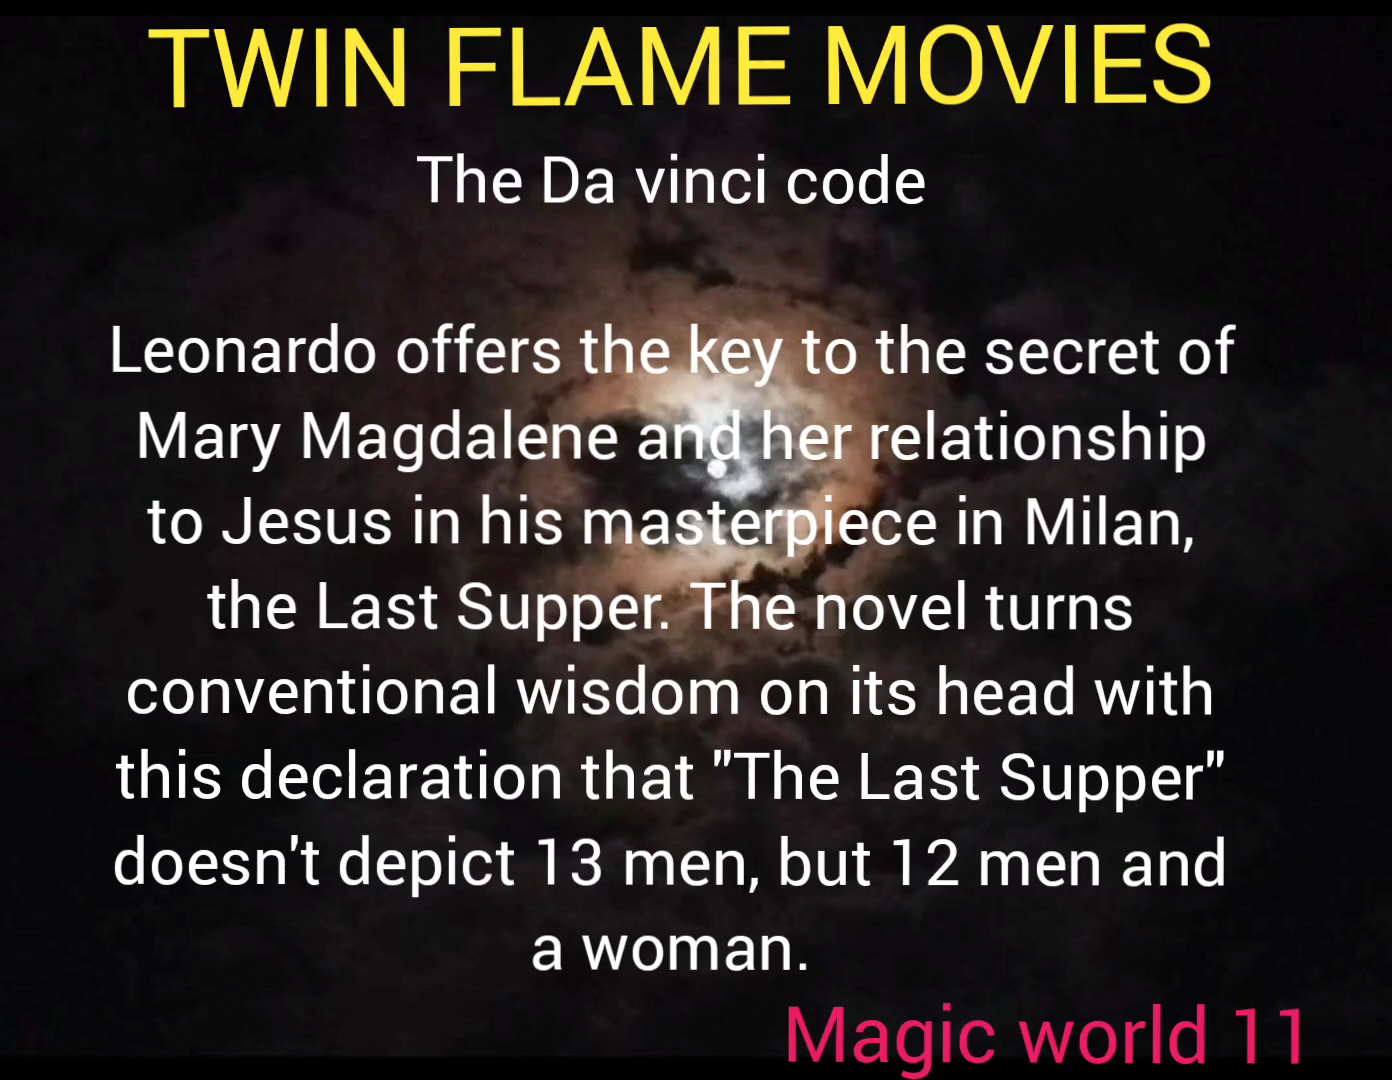 TWIN FLAME MOVIES
The Da vinci code
Leonardo offers the key to the secret of
Mary Magdalene and her relationship
to Jesus in his masterpiece in Milan,
the Last Supper. The novel turns
conventional wisdom on its head with
this declaration that "The Last Supper"
doesn't depict 13 men, but 12 men and
a woman.
Magic world 11